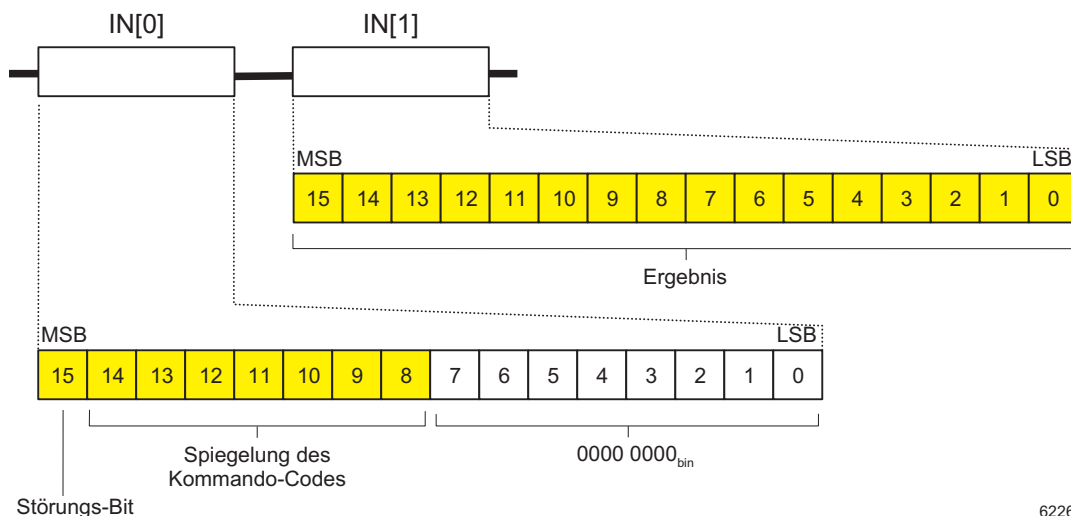 IN[0] IN[1]
MSB LSB
15 14 13 12 11 10 9 8 7 6 5 4 3 2 1 0
Ergebnis
MSB LSB
15 14 13 12 11 10 9 8 7 6 5 4 3 2 1 0
Spiegelung des
Kommando-Codes
0000 0000bin
Störungs-Bit
6226